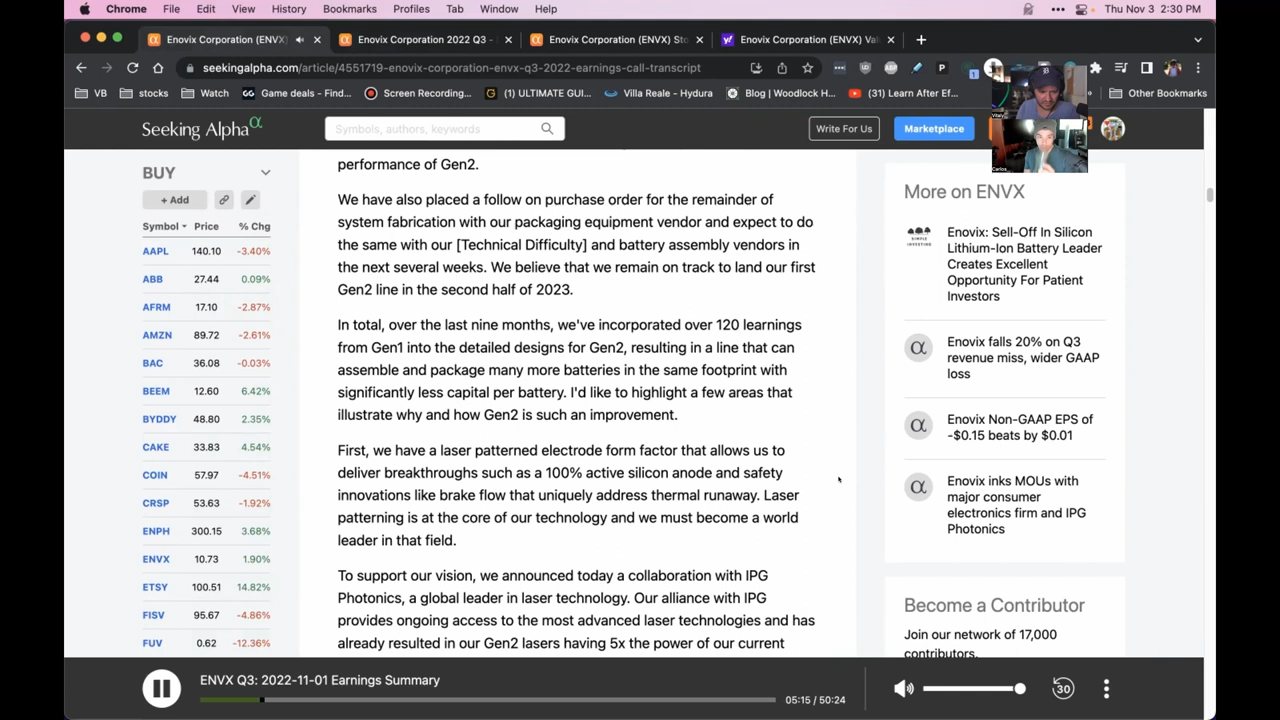 Chrome File Edit View History Bookmarks Profiles Tab Window Help Thu Nov 3 2:30 PM
Enovix Corporation (ENVX) Enovix Corporation 2022 Q3 - Enovix Corporation (ENVX) Sto Enovix Corporation (ENVX) Val
seekingalpha.com/article/4551719-enovix-corporation-envx-q3-2022-earnings-call-transcript
VB stocks Watch Game deals - Find... Screen Recording... (1) ULTIMATE GUI... Villa Reale - Hydura Blog | Woodlock H... (31) Learn After Ef... Other Bookmarks
Seeking Alpha α
Symbols, authors, keywords
Write For Us
Marketplace
Vitaly
Carlos
BUY
+ Add
Symbol Price % Chg
AAPL 140.10 -3.40%
ABB 27.44 0.09%
AFRM 17.10 -2.87%
AMZN 89.72 -2.61%
BAC 36.08 -0.03%
BEEM 12.60 6.42%
BYDDY 48.80 2.35%
CAKE 33.83 4.54%
COIN 57.97 -4.51%
CRSP 53.63 -1.92%
ENPH 300.15 3.68%
ENVX 10.73 1.90%
ETSY 100.51 14.82%
FISV 95.67 -4.86%
FUV 0.62 -12.36%
performance of Gen2.
We have also placed a follow on purchase order for the remainder of
system fabrication with our packaging equipment vendor and expect to do
the same with our [Technical Difficulty] and battery assembly vendors in
the next several weeks. We believe that we remain on track to land our first
Gen2 line in the second half of 2023.
In total, over the last nine months, we've incorporated over 120 learnings
from Gen1 into the detailed designs for Gen2, resulting in a line that can
assemble and package many more batteries in the same footprint with
significantly less capital per battery. I'd like to highlight a few areas that
illustrate why and how Gen2 is such an improvement.
First, we have a laser patterned electrode form factor that allows us to
deliver breakthroughs such as a 100% active silicon anode and safety
innovations like brake flow that uniquely address thermal runaway. Laser
patterning is at the core of our technology and we must become a world
leader in that field.
To support our vision, we announced today a collaboration with IPG
Photonics, a global leader in laser technology. Our alliance with IPG
provides ongoing access to the most advanced laser technologies and has
already resulted in our Gen2 lasers having 5x the power of our current
More on ENVX
Enovix: Sell-Off In Silicon
Lithium-Ion Battery Leader
Creates Excellent
Opportunity For Patient
Investors
Enovix falls 20% on Q3
revenue miss, wider GAAP
loss
Enovix Non-GAAP EPS of
-$0.15 beats by $0.01
Enovix inks MOUs with
major consumer
electronics firm and IPG
Photonics
Become a Contributor
Join our network of 17,000
contributors.
ENVX Q3: 2022-11-01 Earnings Summary
05:15 / 50:24
30